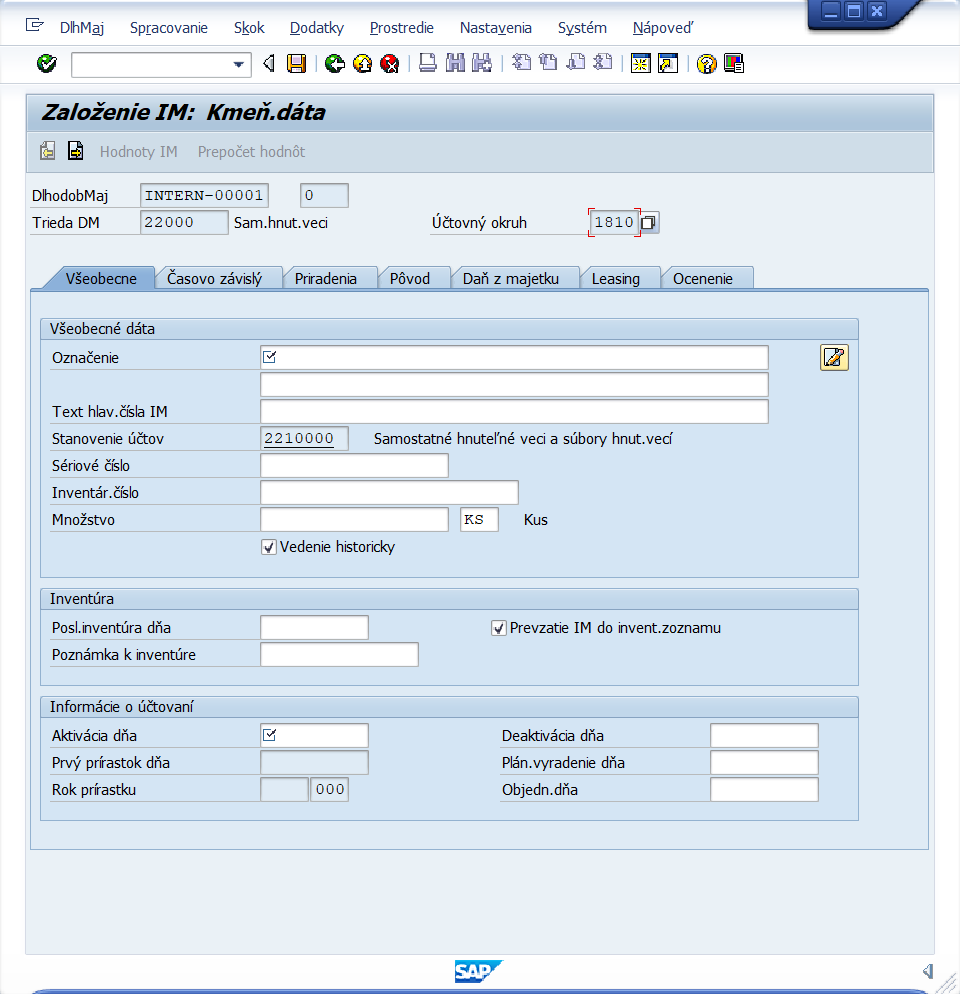 DlhMaj Spracovanie Skok Dodatky Prostredie Nastavenia Systém Nápoveď
Založenie IM: Kmeň.dáta
Hodnoty IM Prepočet hodnôt
DlhodobMaj INTERN-00001 0
Trieda DM 22000 Sam.hnut.veci Účtovný okruh 1810
Všeobecne Časovo závislý Priradenia Pôvod Daň z majetku Leasing Ocenenie
Všeobecné dáta
Označenie
Text hlav.čísla IM
Stanovenie účtov 2210000 Samostatné hnuteľné veci a súbory hnut.vecí
Sériové číslo
Inventár.číslo
Množstvo KS Kus
Vedenie historicky
Inventúra
Posl.inventúra dňa Prevzatie IM do invent.zoznamu
Poznámka k inventúre
Informácie o účtovaní
Aktivácia dňa Deaktivácia dňa
Prvý prírastok dňa Plán.vyradenie dňa
Rok prírastku 000 Objedn.dňa
SAP